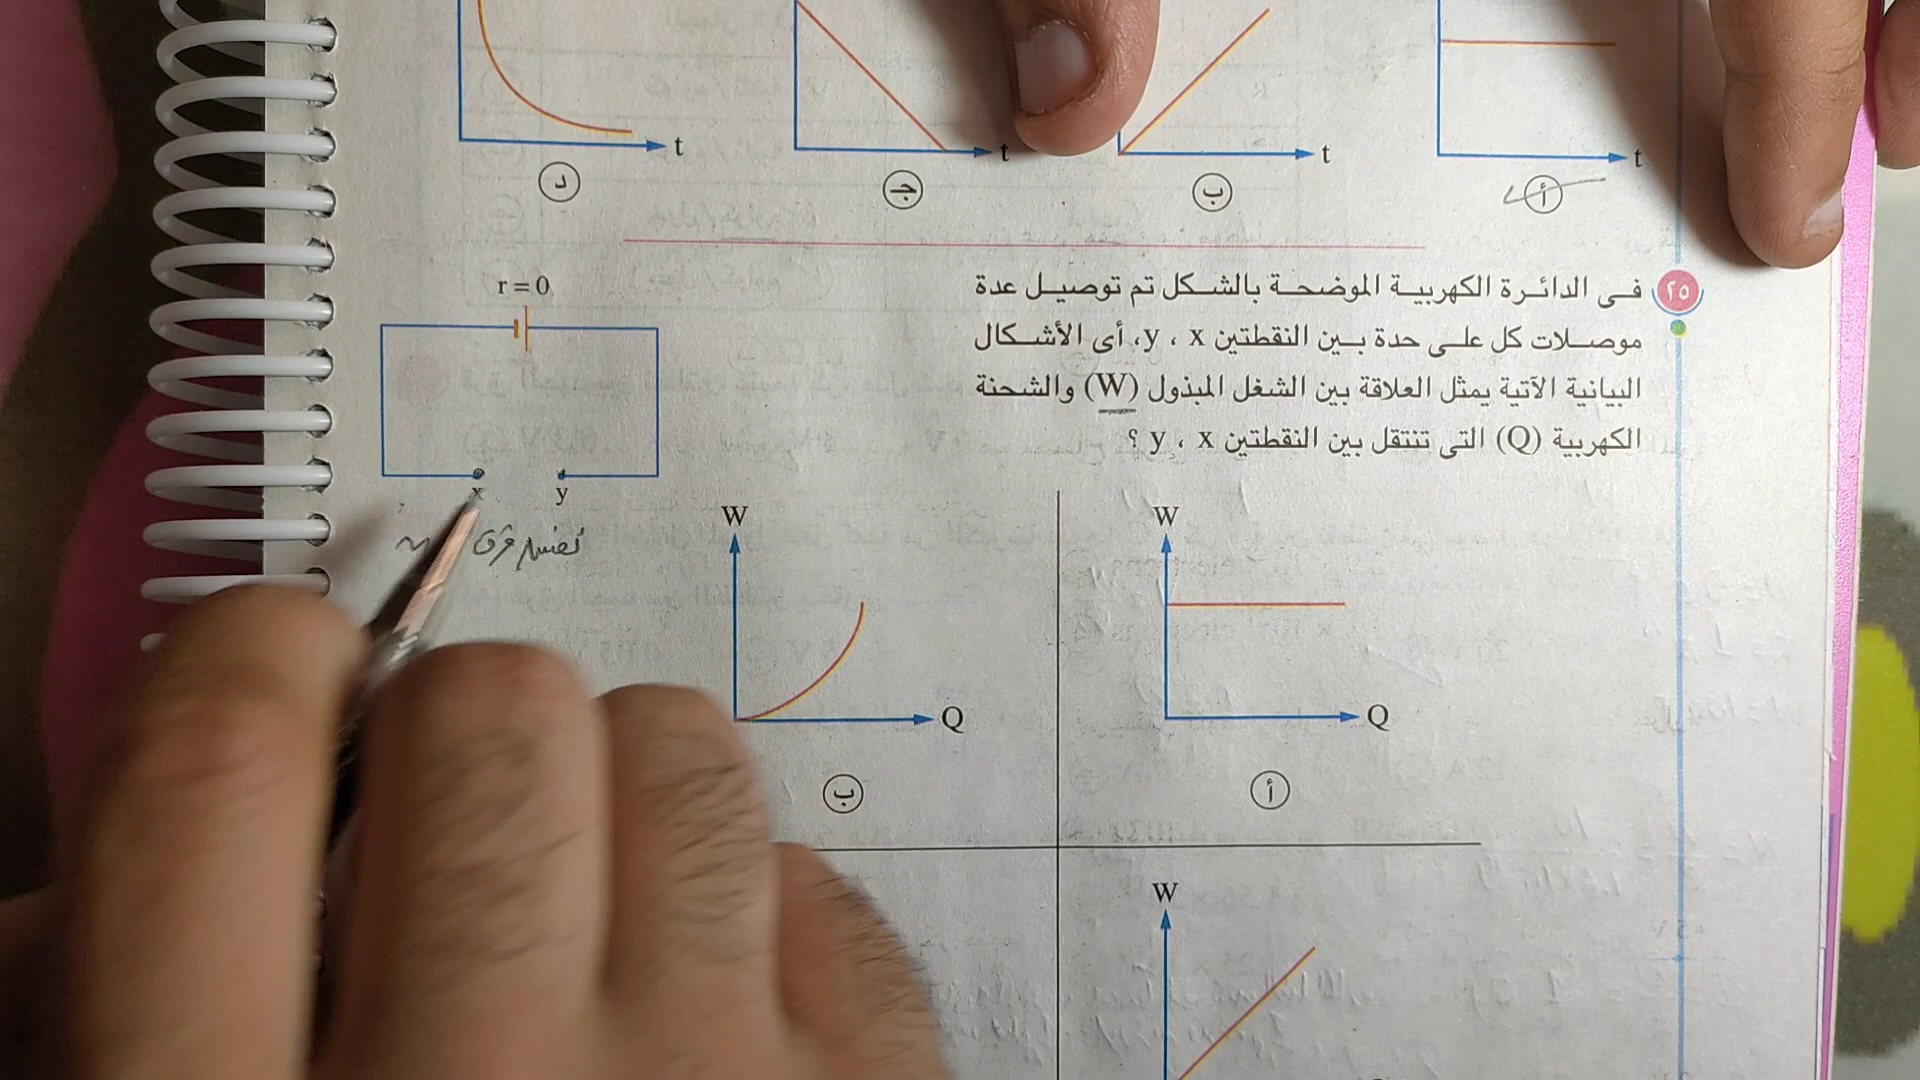 t
t
t
t
أ
ب
جـ
د
٢٥ فى الدائرة الكهربية الموضحة بالشكل تم توصيل عدة
موصلات كل على حدة بين النقطتين y ، x، أى الأشكال
البيانية الآتية يمثل العلاقة بين الشغل المبذول (W) والشحنة
الكهربية (Q) التى تنتقل بين النقطتين y ، x ؟
r = 0
x
y
W
Q
أ
W
Q
ب
W